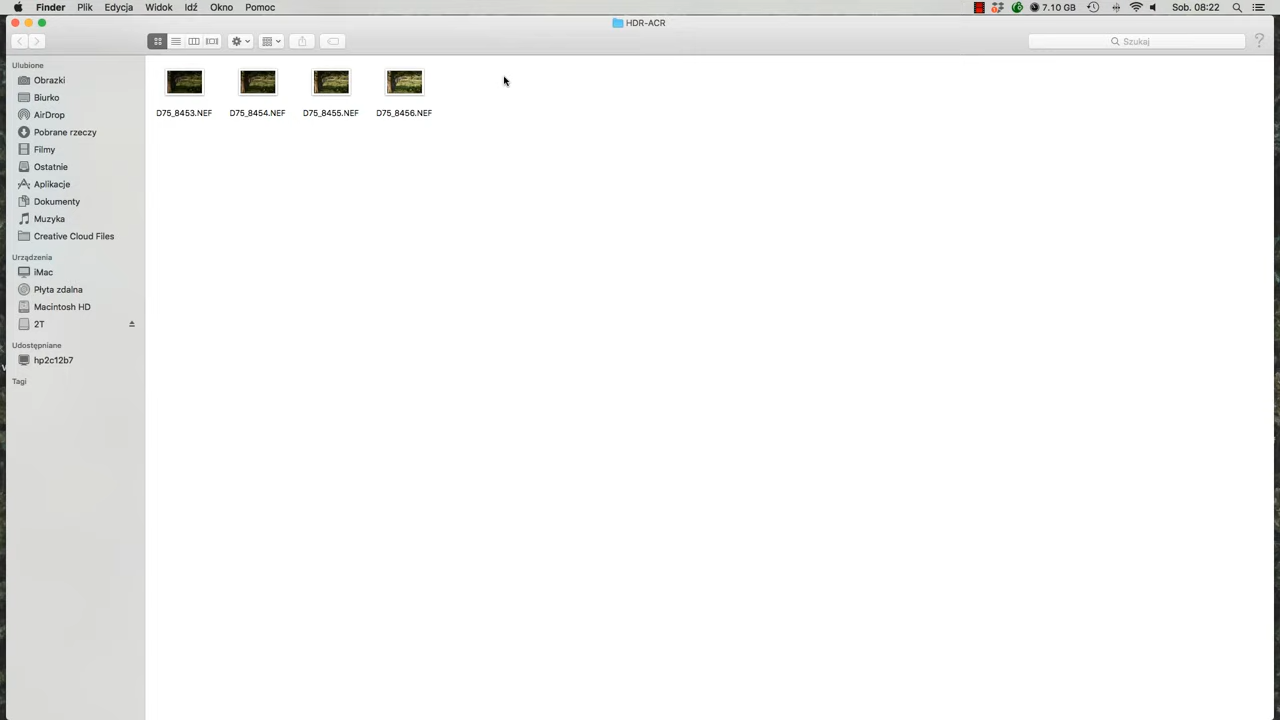 Finder Plik Edycja Widok Idź Okno Pomoc 7.10 GB Sob. 08:22
HDR-ACR
Szukaj
Ulubione
Obrazki
Biurko
AirDrop
Pobrane rzeczy
Filmy
Ostatnie
Aplikacje
Dokumenty
Muzyka
Creative Cloud Files
Urządzenia
iMac
Płyta zdalna
Macintosh HD
2T
Udostępniane
hp2c12b7
Tagi
D75_8453.NEF D75_8454.NEF D75_8455.NEF D75_8456.NEF